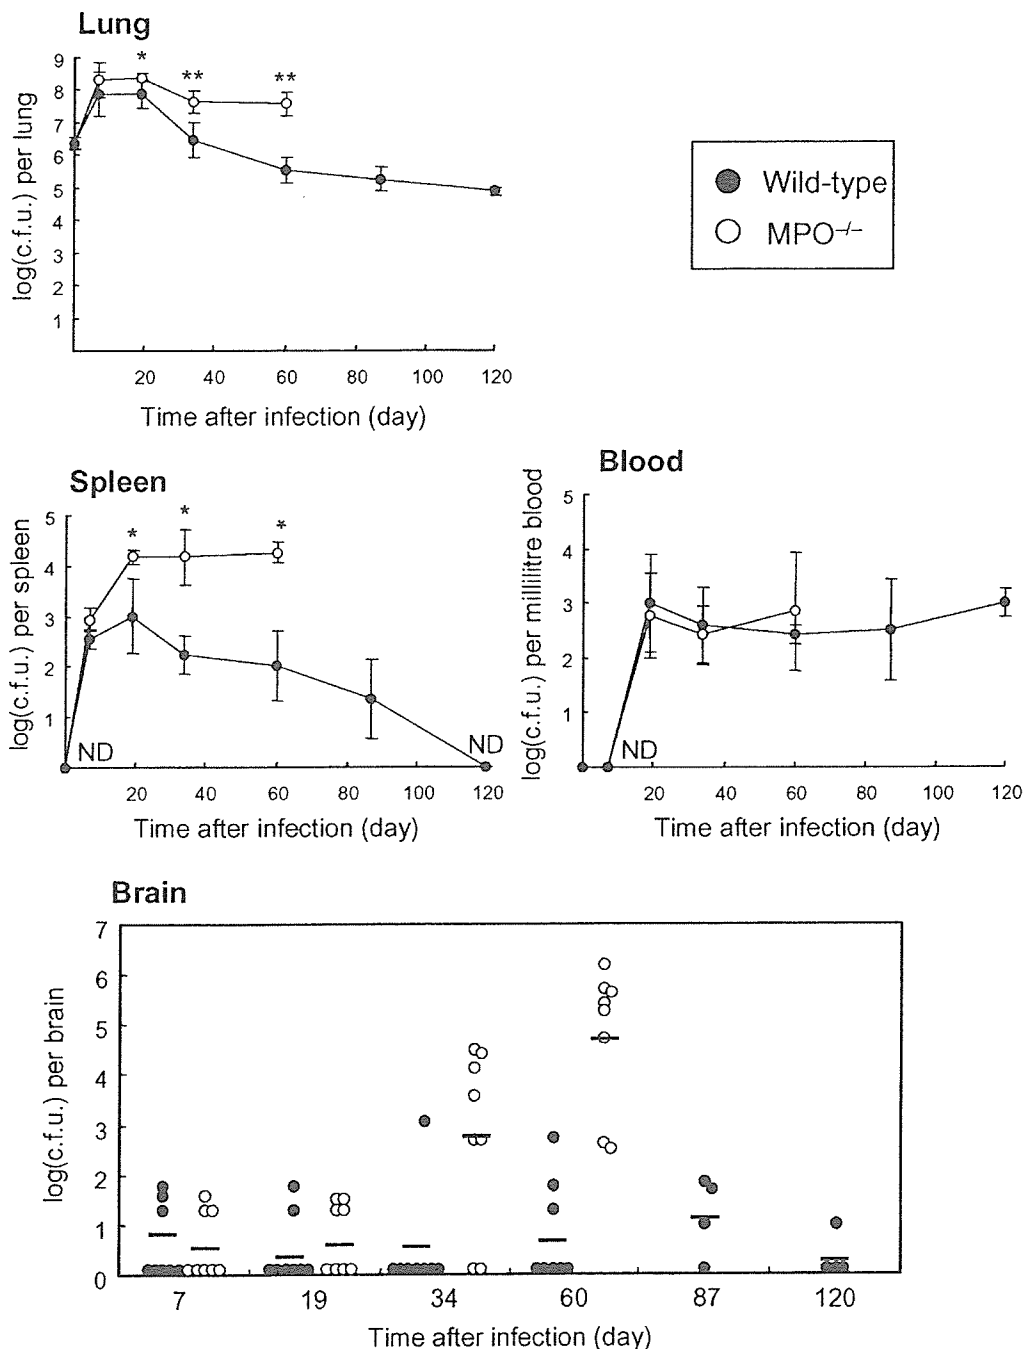 Lung
9
8
7
6
5
4
3
2
1
* ** **
log(c.f.u.) per lung
20 40 60 80 100 120
Time after infection (day)
Wild-type
MPO–/–
Spleen
5
4
3
2
1
* * *
ND ND
log(c.f.u.) per spleen
20 40 60 80 100 120
Time after infection (day)
Blood
5
4
3
2
1
ND
log(c.f.u.) per millilitre blood
20 40 60 80 100 120
Time after infection (day)
Brain
7
6
5
4
3
2
1
0
log(c.f.u.) per brain
7 19 34 60 87 120
Time after infection (day)